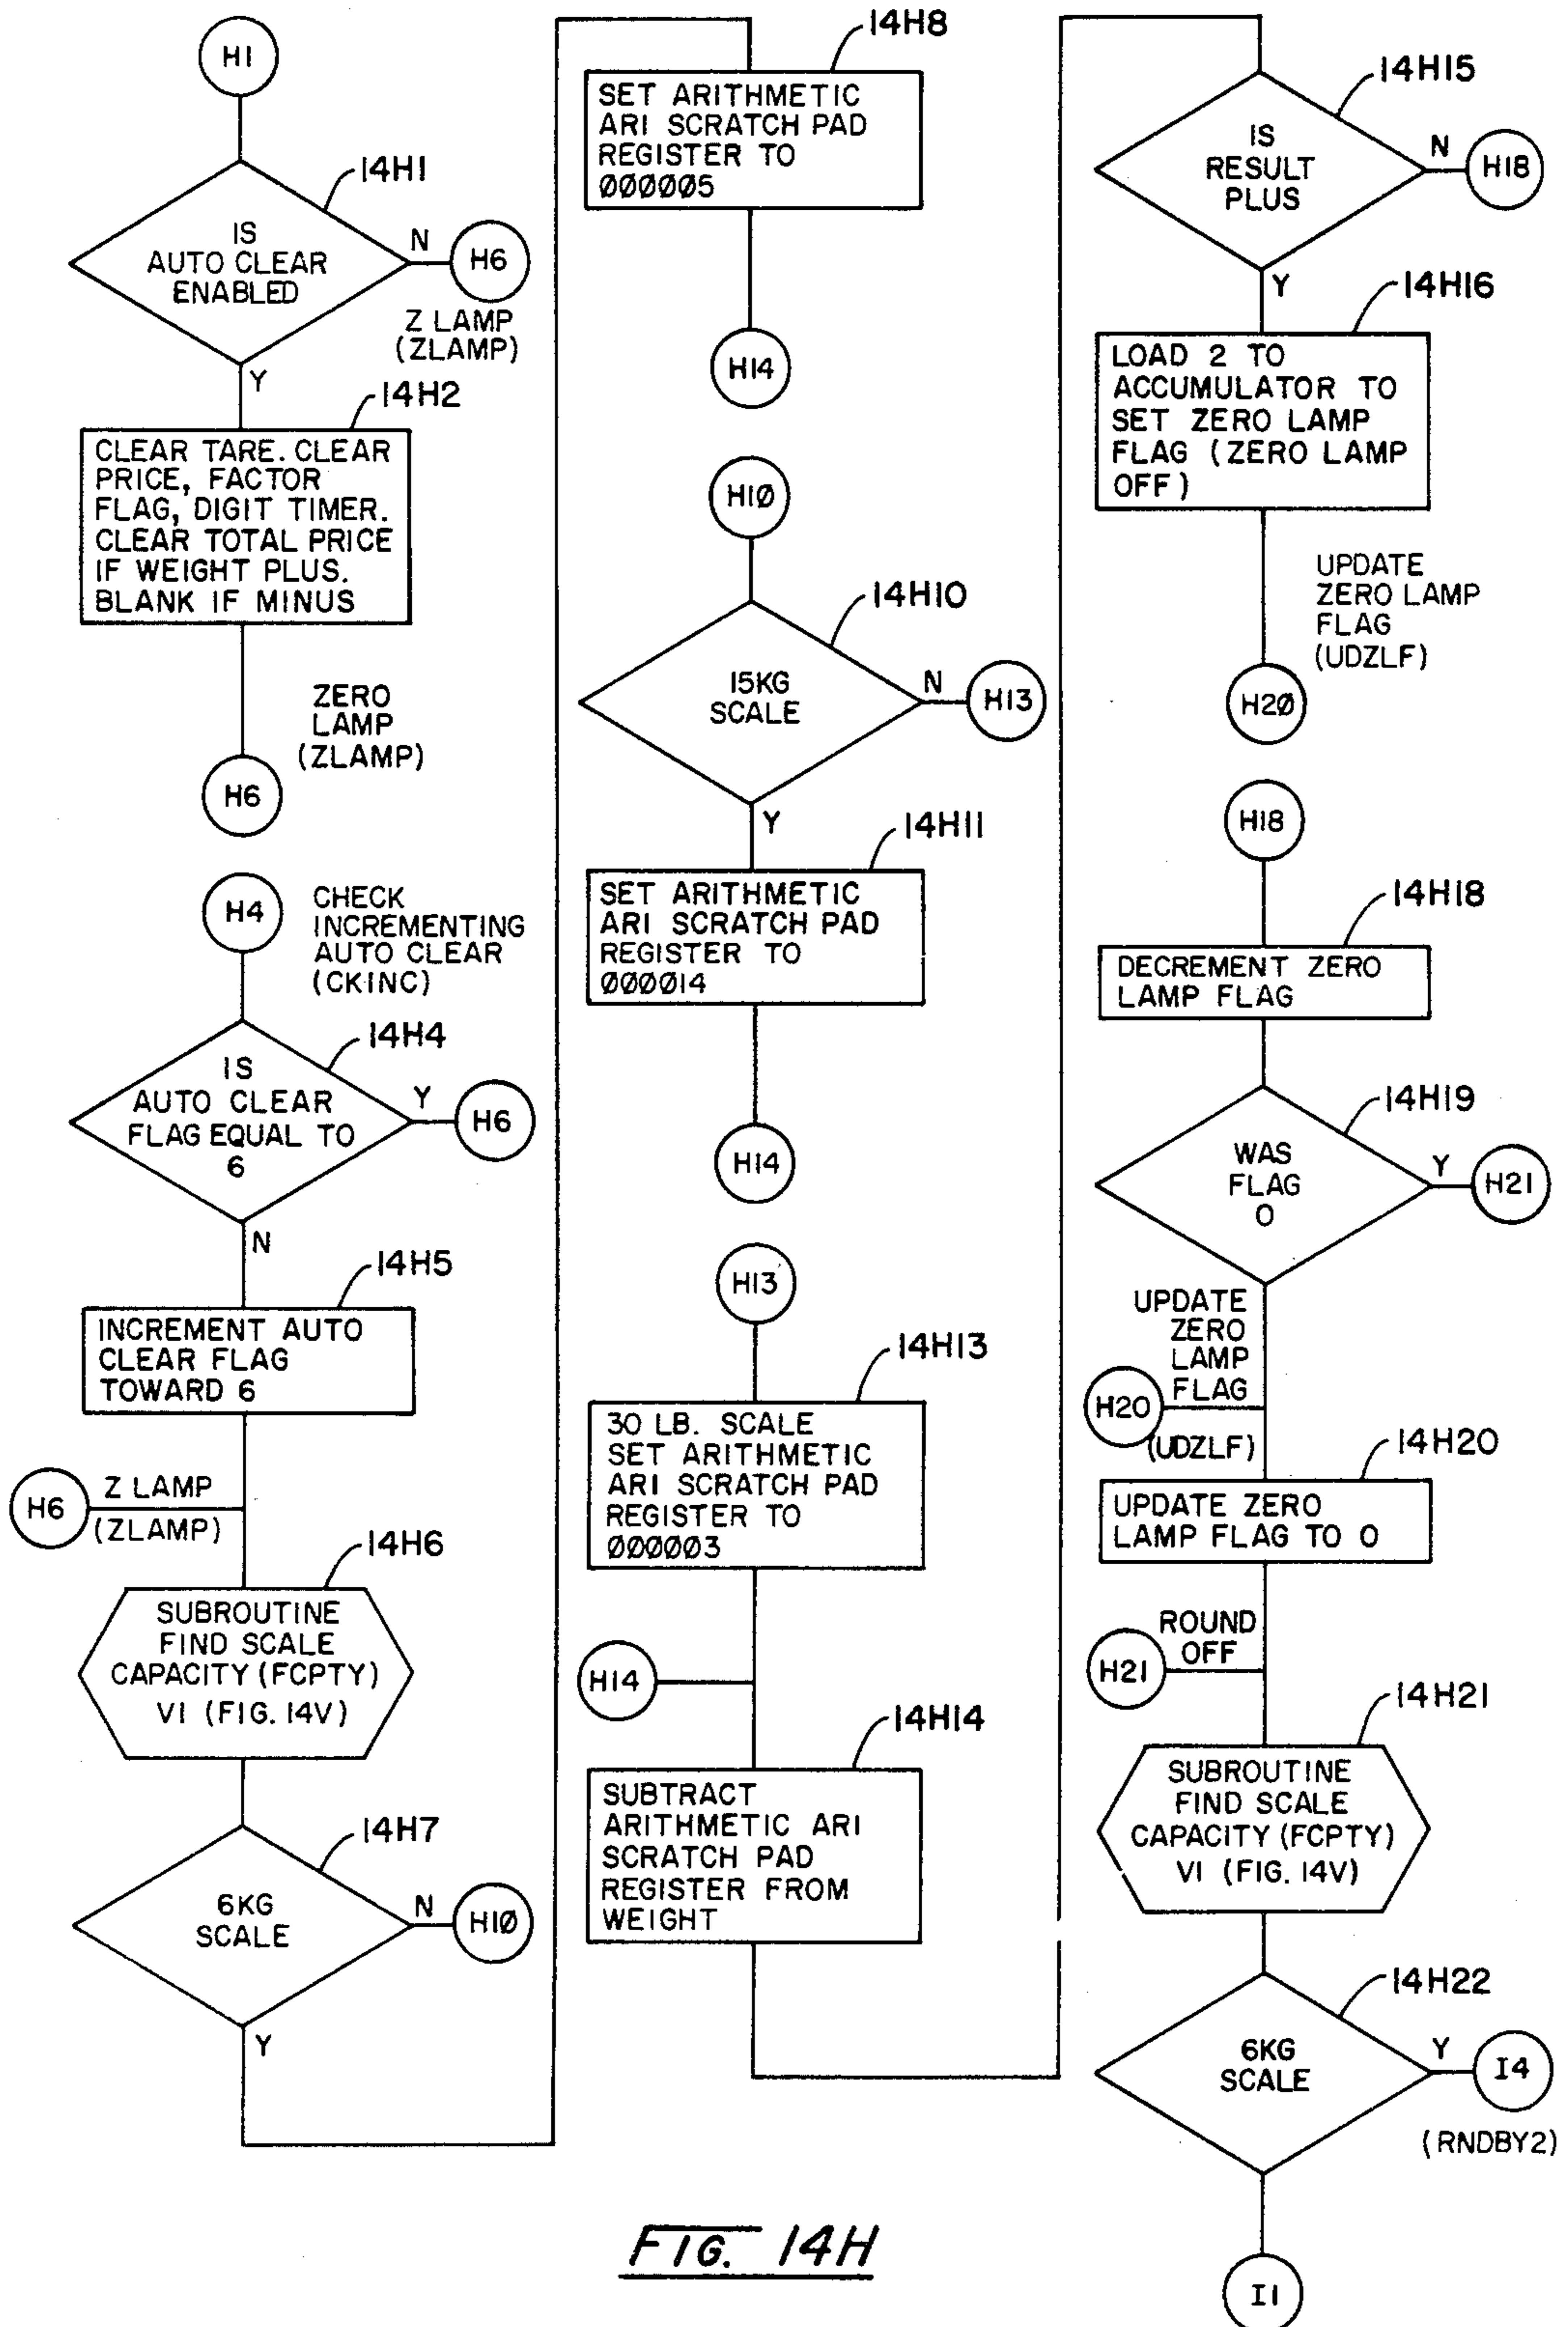 H1
14H1
IS
AUTO CLEAR
ENABLED
N
H6
Z LAMP
(ZLAMP)
Y
14H2
CLEAR TARE. CLEAR
PRICE, FACTOR
FLAG, DIGIT TIMER.
CLEAR TOTAL PRICE
IF WEIGHT PLUS.
BLANK IF MINUS
ZERO
LAMP
(ZLAMP)
H6
H4
CHECK
INCREMENTING
AUTO CLEAR
(CKINC)
14H4
IS
AUTO CLEAR
FLAG EQUAL TO
6
Y
H6
N
14H5
INCREMENT AUTO
CLEAR FLAG
TOWARD 6
H6
Z LAMP
(ZLAMP)
14H6
SUBROUTINE
FIND SCALE
CAPACITY (FCPTY)
V1 (FIG. 14V)
14H7
6KG
SCALE
N
H1Ø
Y
14H8
SET ARITHMETIC
ARI SCRATCH PAD
REGISTER TO
ØØØØØ5
H14
H1Ø
14H10
15KG
SCALE
N
H13
Y
14H11
SET ARITHMETIC
ARI SCRATCH PAD
REGISTER TO
ØØØØ14
H14
H13
14H13
30 LB. SCALE
SET ARITHMETIC
ARI SCRATCH PAD
REGISTER TO
ØØØØØ3
H14
14H14
SUBTRACT
ARITHMETIC ARI
SCRATCH PAD
REGISTER FROM
WEIGHT
14H15
IS
RESULT
PLUS
N
H18
Y
14H16
LOAD 2 TO
ACCUMULATOR TO
SET ZERO LAMP
FLAG (ZERO LAMP
OFF)
UPDATE
ZERO LAMP
FLAG
(UDZLF)
H2Ø
H18
14H18
DECREMENT ZERO
LAMP FLAG
14H19
WAS
FLAG
0
Y
H21
UPDATE
ZERO
LAMP
FLAG
H20
(UDZLF)
14H20
UPDATE ZERO
LAMP FLAG TO 0
ROUND
OFF
H21
14H21
SUBROUTINE
FIND SCALE
CAPACITY (FCPTY)
V1 (FIG. 14V)
14H22
6KG
SCALE
Y
I4
(RNDBY2)
I1
FIG. 14H